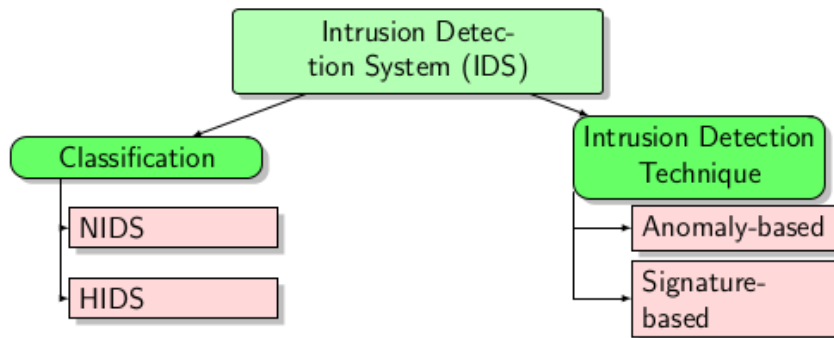 Intrusion Detec-
tion System (IDS)
Classification
NIDS
HIDS
Intrusion Detection
Technique
Anomaly-based
Signature-
based